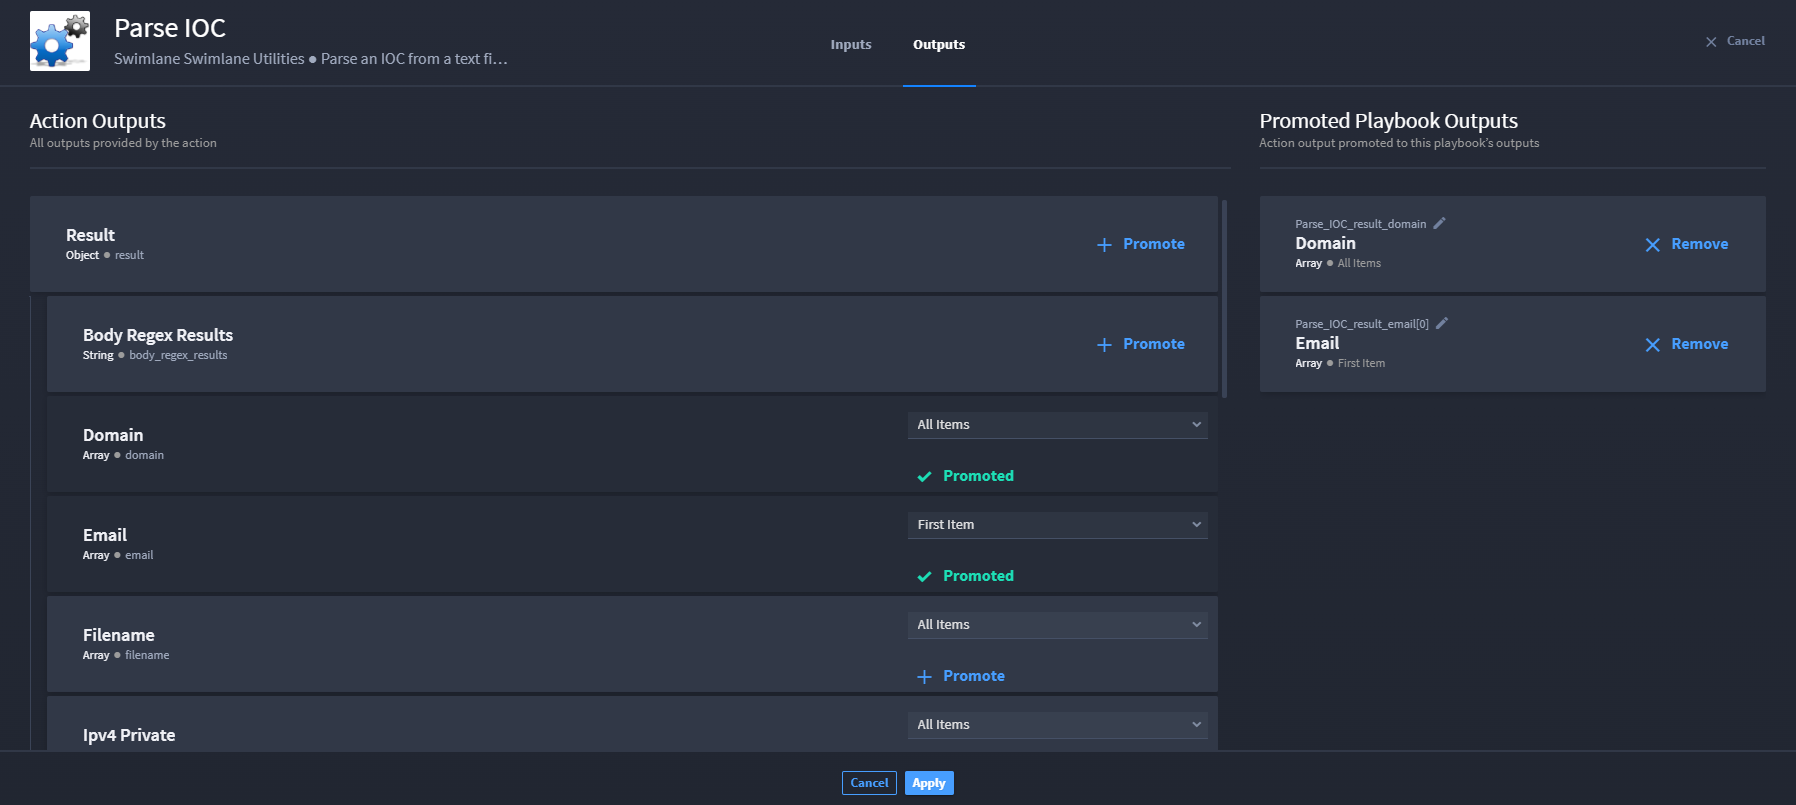 Parse IOC
Swimlane Swimlane Utilities ● Parse an IOC from a text fi...
Inputs
Outputs
Cancel
Action Outputs
All outputs provided by the action
Result
Object ● result
Promote
Body Regex Results
String ● body_regex_results
Promote
Domain
Array ● domain
All Items
Promoted
Email
Array ● email
First Item
Promoted
Filename
Array ● filename
All Items
Promote
Ipv4 Private
All Items
Promoted Playbook Outputs
Action output promoted to this playbook's outputs
Parse_IOC_result_domain
Domain
Array ● All Items
Remove
Parse_IOC_result_email[0]
Email
Array ● First Item
Remove
Cancel
Apply